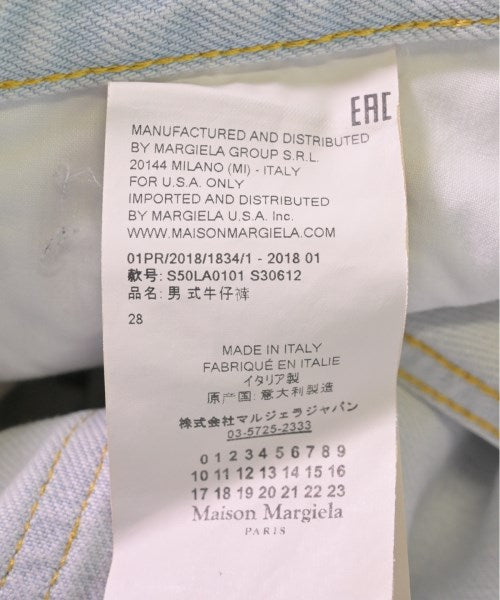 EAC
MANUFACTURED AND DISTRIBUTED
BY MARGIELA GROUP S.R.L.
20144 MILANO (MI) - ITALY
FOR U.S.A. ONLY
IMPORTED AND DISTRIBUTED
BY MARGIELA U.S.A. Inc.
WWW.MAISONMARGIELA.COM
01PR/2018/1834/1 - 2018 01
款号: S50LA0101 S30612
品名: 男 式牛仔裤
28
MADE IN ITALY
FABRIQUÉ EN ITALIE
イタリア製
原产国: 意大利製造
株式会社マルジェラジャパン
03-5725-2333
0 1 2 3 4 5 6 7 8 9
10 11 12 13 14 15 16
17 18 19 20 21 22 23
Maison Margiela
PARIS